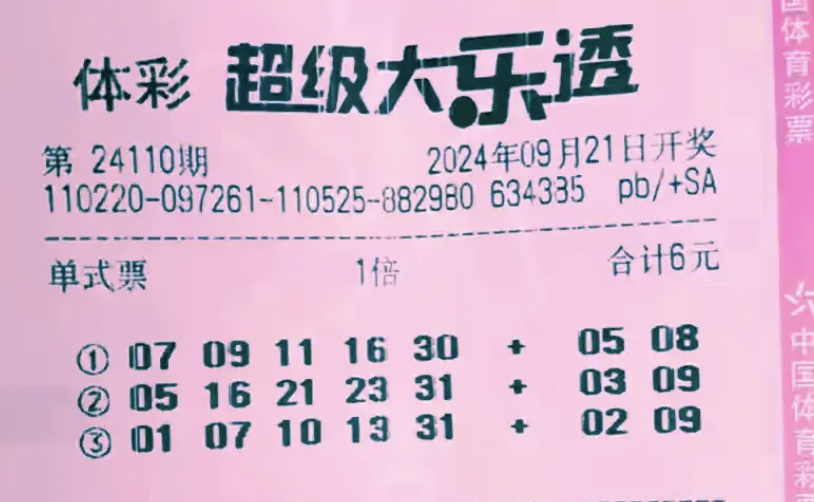 体彩 超级大乐透
第 24110期 2024年09月21日开奖
110220-097261-110525-882980 634385 pb/+SA
单式票 1倍 合计6元
① 07 09 11 16 30 + 05 08
② 05 16 21 23 31 + 03 09
③ 01 07 10 13 31 + 02 09
国体育彩票
中国体育彩票